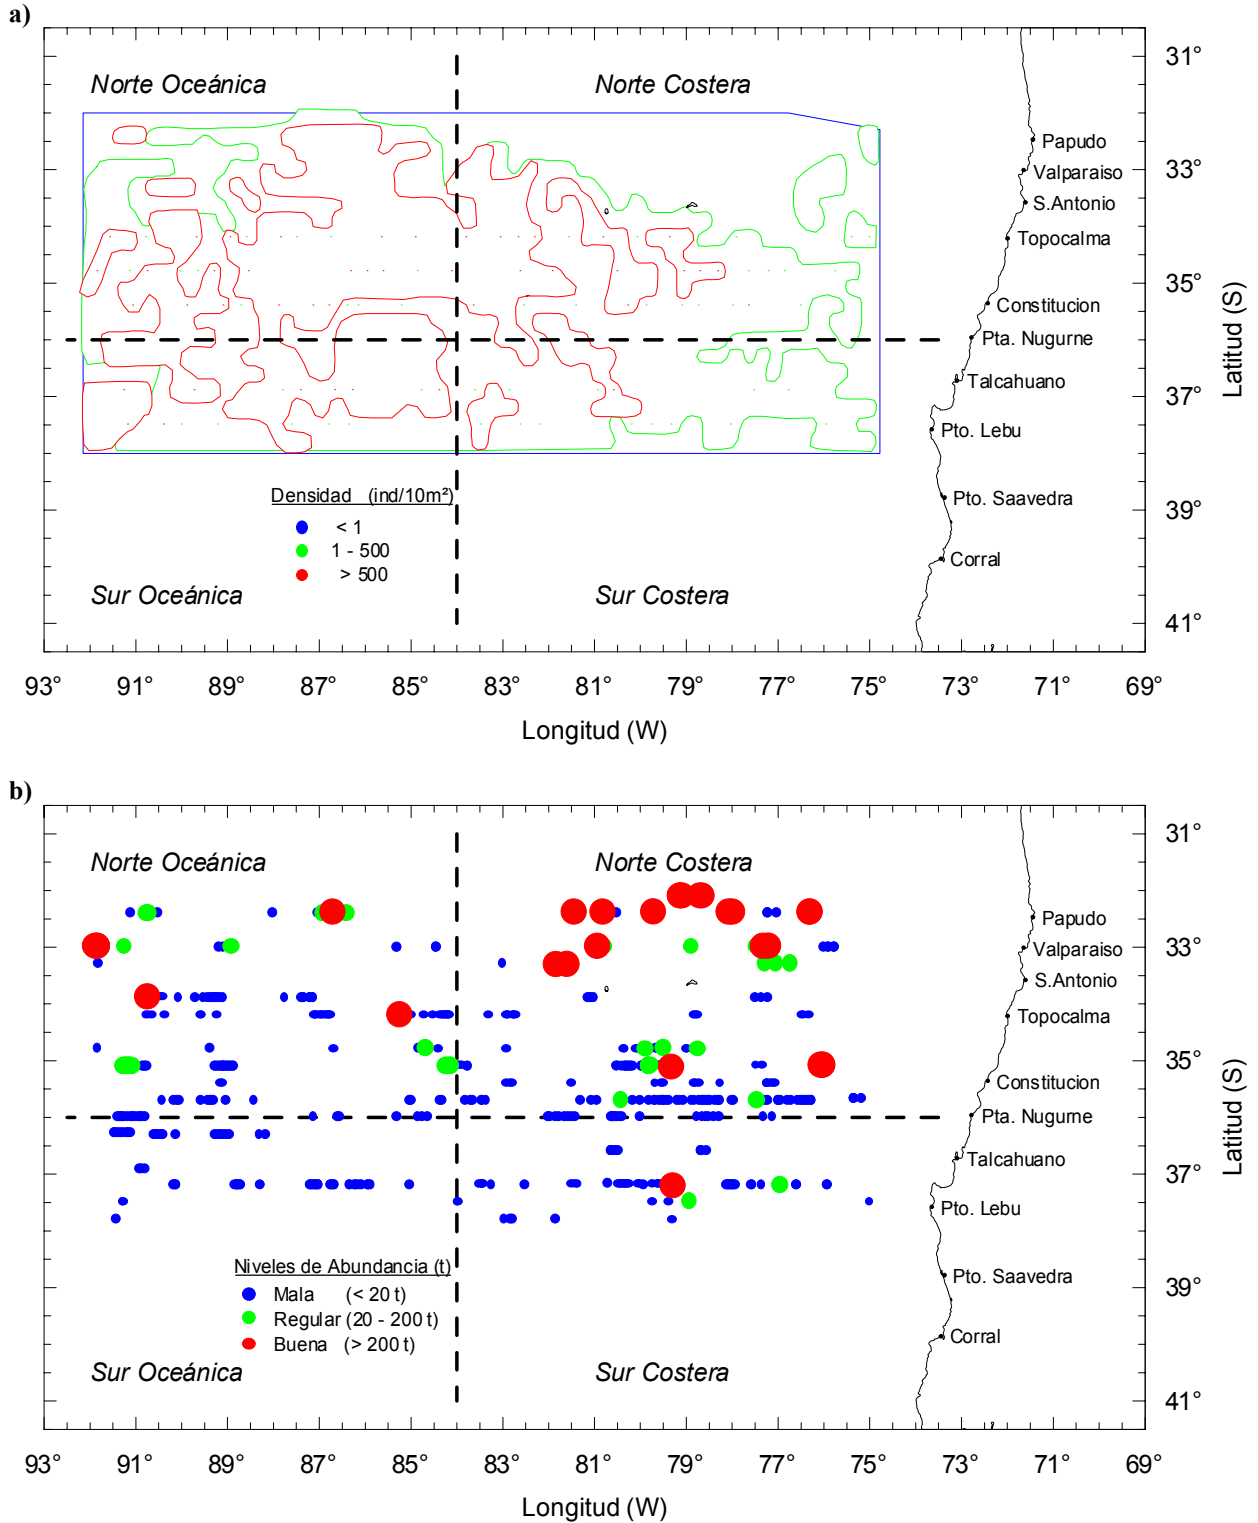 a)
Norte Oceánica Norte Costera
31°
Papudo
33°
Valparaiso
S.Antonio
Topocalma
35°
Constitucion
Pta. Nugurne
Talcahuano
37°
Pto. Lebu
Pto. Saavedra
39°
Corral
41°
Latitud (S)
Densidad (ind/10m²)
< 1
1 - 500
> 500
Sur Oceánica Sur Costera
93° 91° 89° 87° 85° 83° 81° 79° 77° 75° 73° 71° 69°
Longitud (W)
b)
Norte Oceánica Norte Costera
31°
Papudo
33°
Valparaiso
S.Antonio
Topocalma
35°
Constitucion
Pta. Nugurne
Talcahuano
37°
Pto. Lebu
Pto. Saavedra
39°
Corral
41°
Latitud (S)
Niveles de Abundancia (t)
Mala (< 20 t)
Regular (20 - 200 t)
Buena (> 200 t)
Sur Oceánica Sur Costera
93° 91° 89° 87° 85° 83° 81° 79° 77° 75° 73° 71° 69°
Longitud (W)